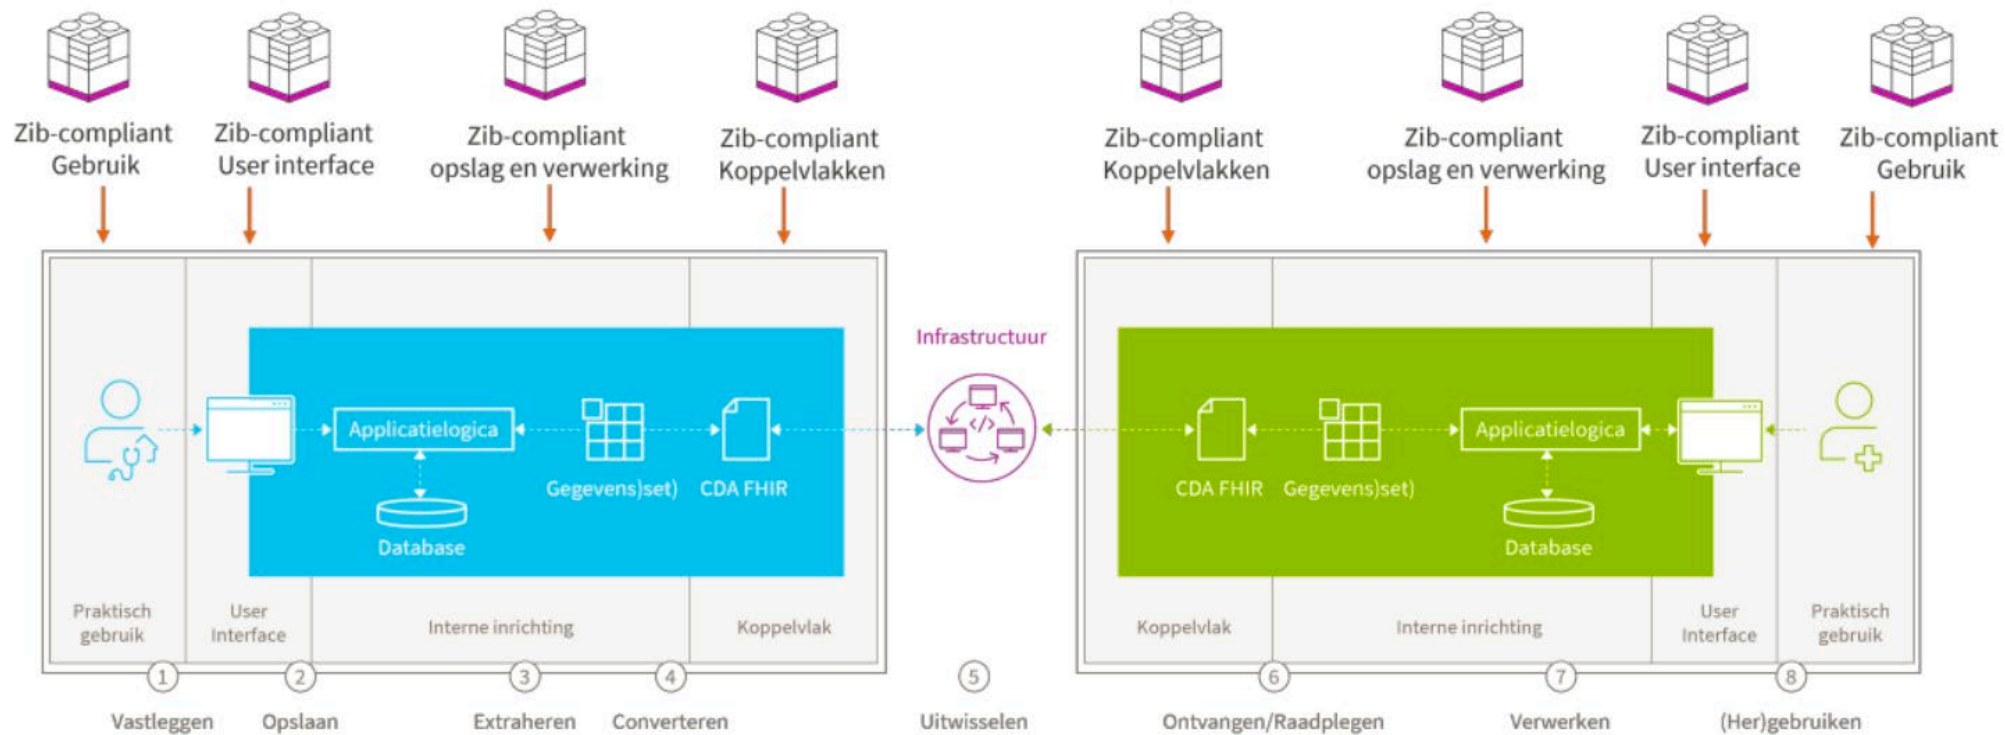 Zib-compliant
Gebruik
Zib-compliant
User interface
Zib-compliant
opslag en verwerking
Zib-compliant
Koppelvlakken
Zib-compliant
Koppelvlakken
Zib-compliant
opslag en verwerking
Zib-compliant
User interface
Zib-compliant
Gebruik
Infrastructuur
</>
Applicatielogica
Gegevens)set)
CDA FHIR
Database
CDA FHIR
Gegevens)set)
Applicatielogica
Database
Praktisch
gebruik
User
Interface
Interne inrichting
Koppelvlak
Koppelvlak
Interne inrichting
User
Interface
Praktisch
gebruik
1
2
3
4
5
6
7
8
Vastleggen
Opslaan
Extraheren
Converteren
Uitwisselen
Ontvangen/Raadplegen
Verwerken
(Her)gebruiken